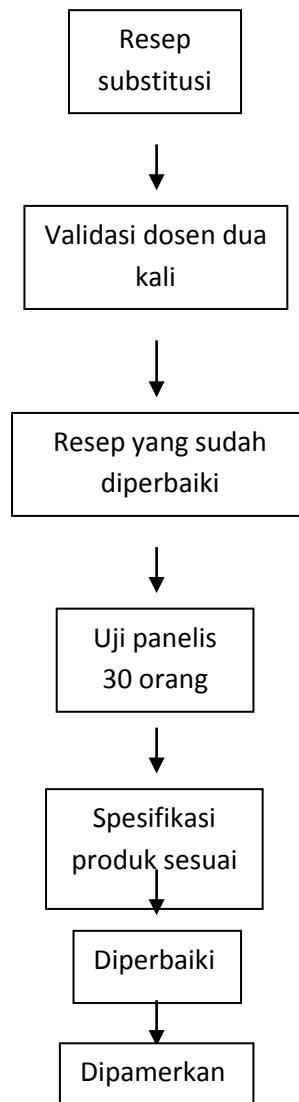 Resep
substitusi
Validasi dosen dua
kali
Resep yang sudah
diperbaiki
Uji panelis
30 orang
Spesifikasi
produk sesuai
Diperbaiki
Dipamerkan